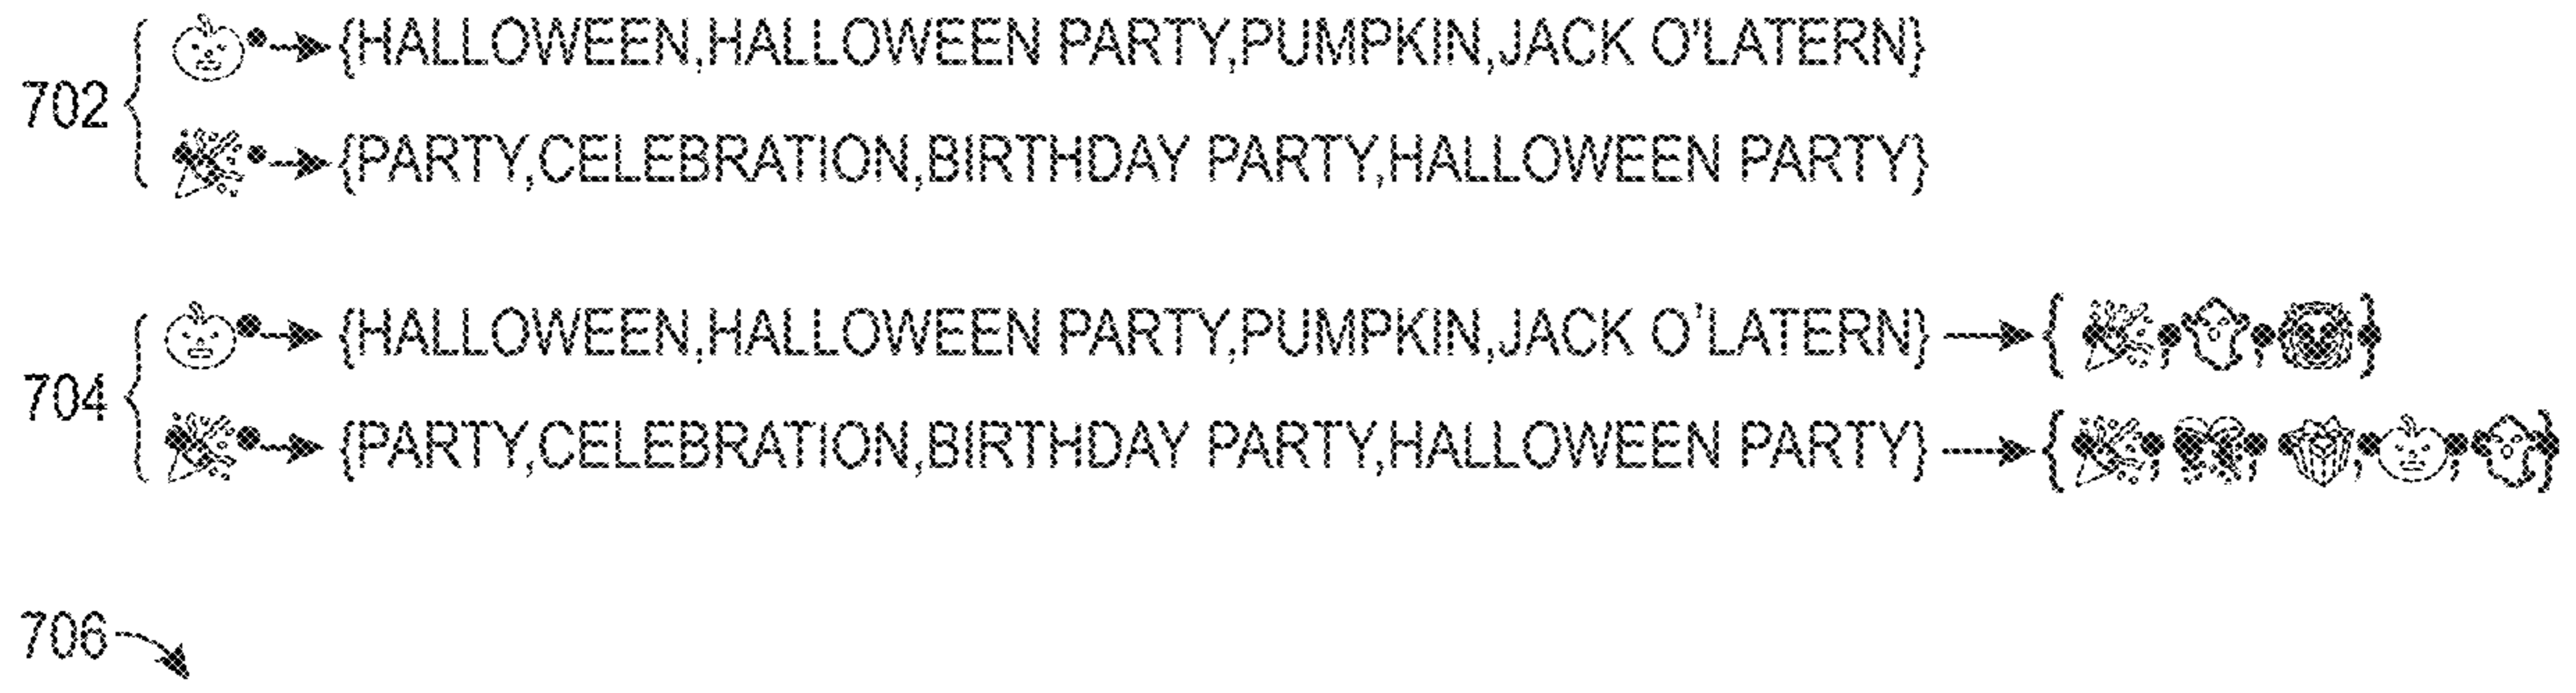 {HALLOWEEN,HALLOWEEN PARTY,PUMPKIN,JACK O'LATERN}
702
{PARTY,CELEBRATION,BIRTHDAY PARTY,HALLOWEEN PARTY}
{HALLOWEEN,HALLOWEEN PARTY,PUMPKIN,JACK O'LATERN} { , , }
704
{PARTY,CELEBRATION,BIRTHDAY PARTY,HALLOWEEN PARTY} { , , , , }
706